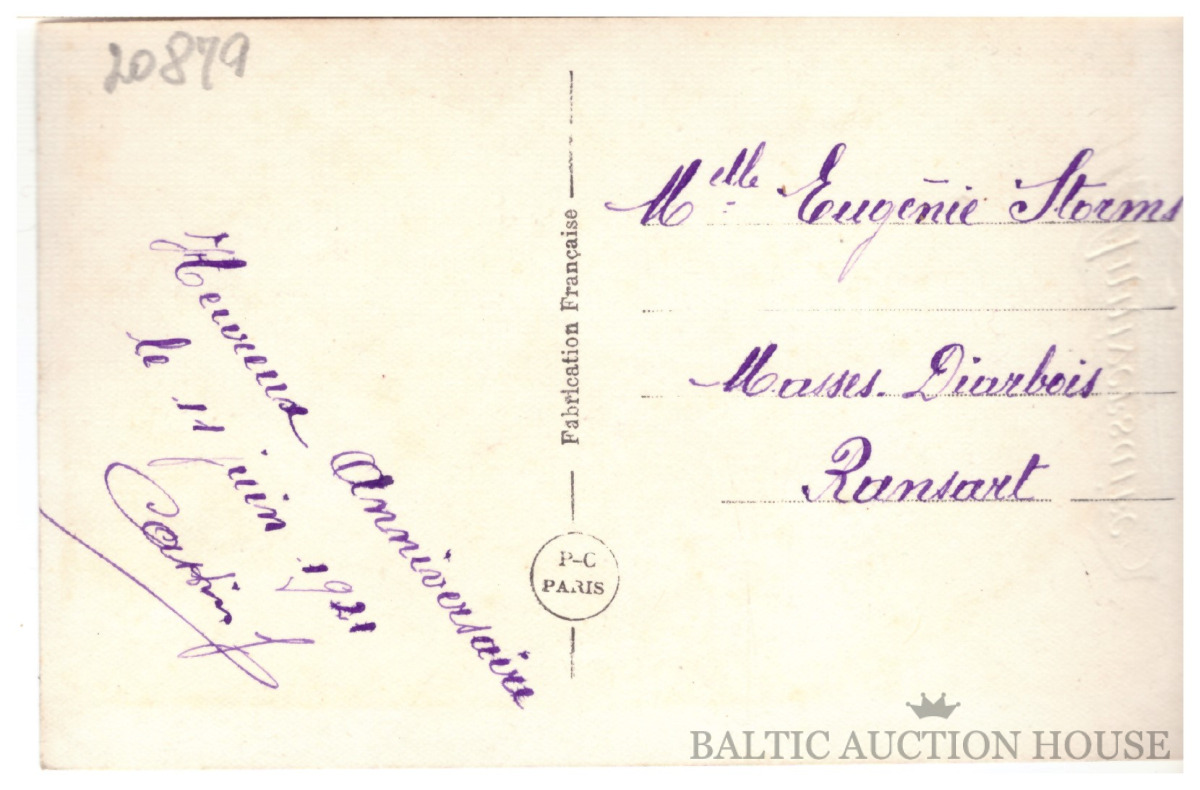 20879
Heureux Anniversaire
le 11 juin 1921
Fabrication Française
P-C
PARIS
Melle Eugénie Storms
Masses. Diarbois
Ransart
BALTIC AUCTION HOUSE